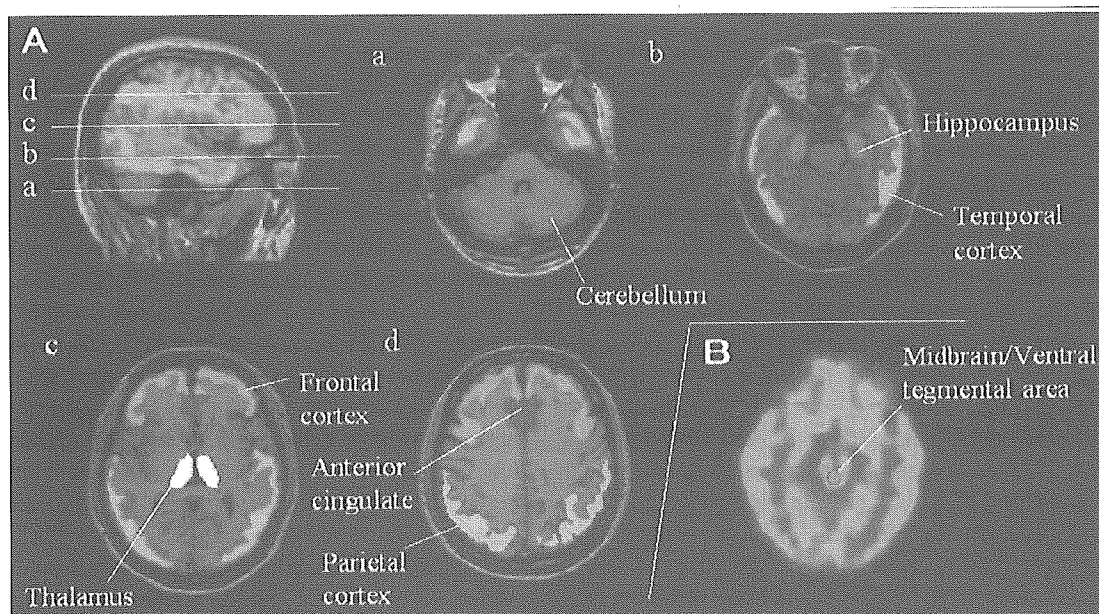 A
d
c
b
a
a
Cerebellum
b
Hippocampus
Temporal
cortex
c
Frontal
cortex
Thalamus
d
Anterior
cingulate
Parietal
cortex
B
Midbrain/Ventral
tegmental area